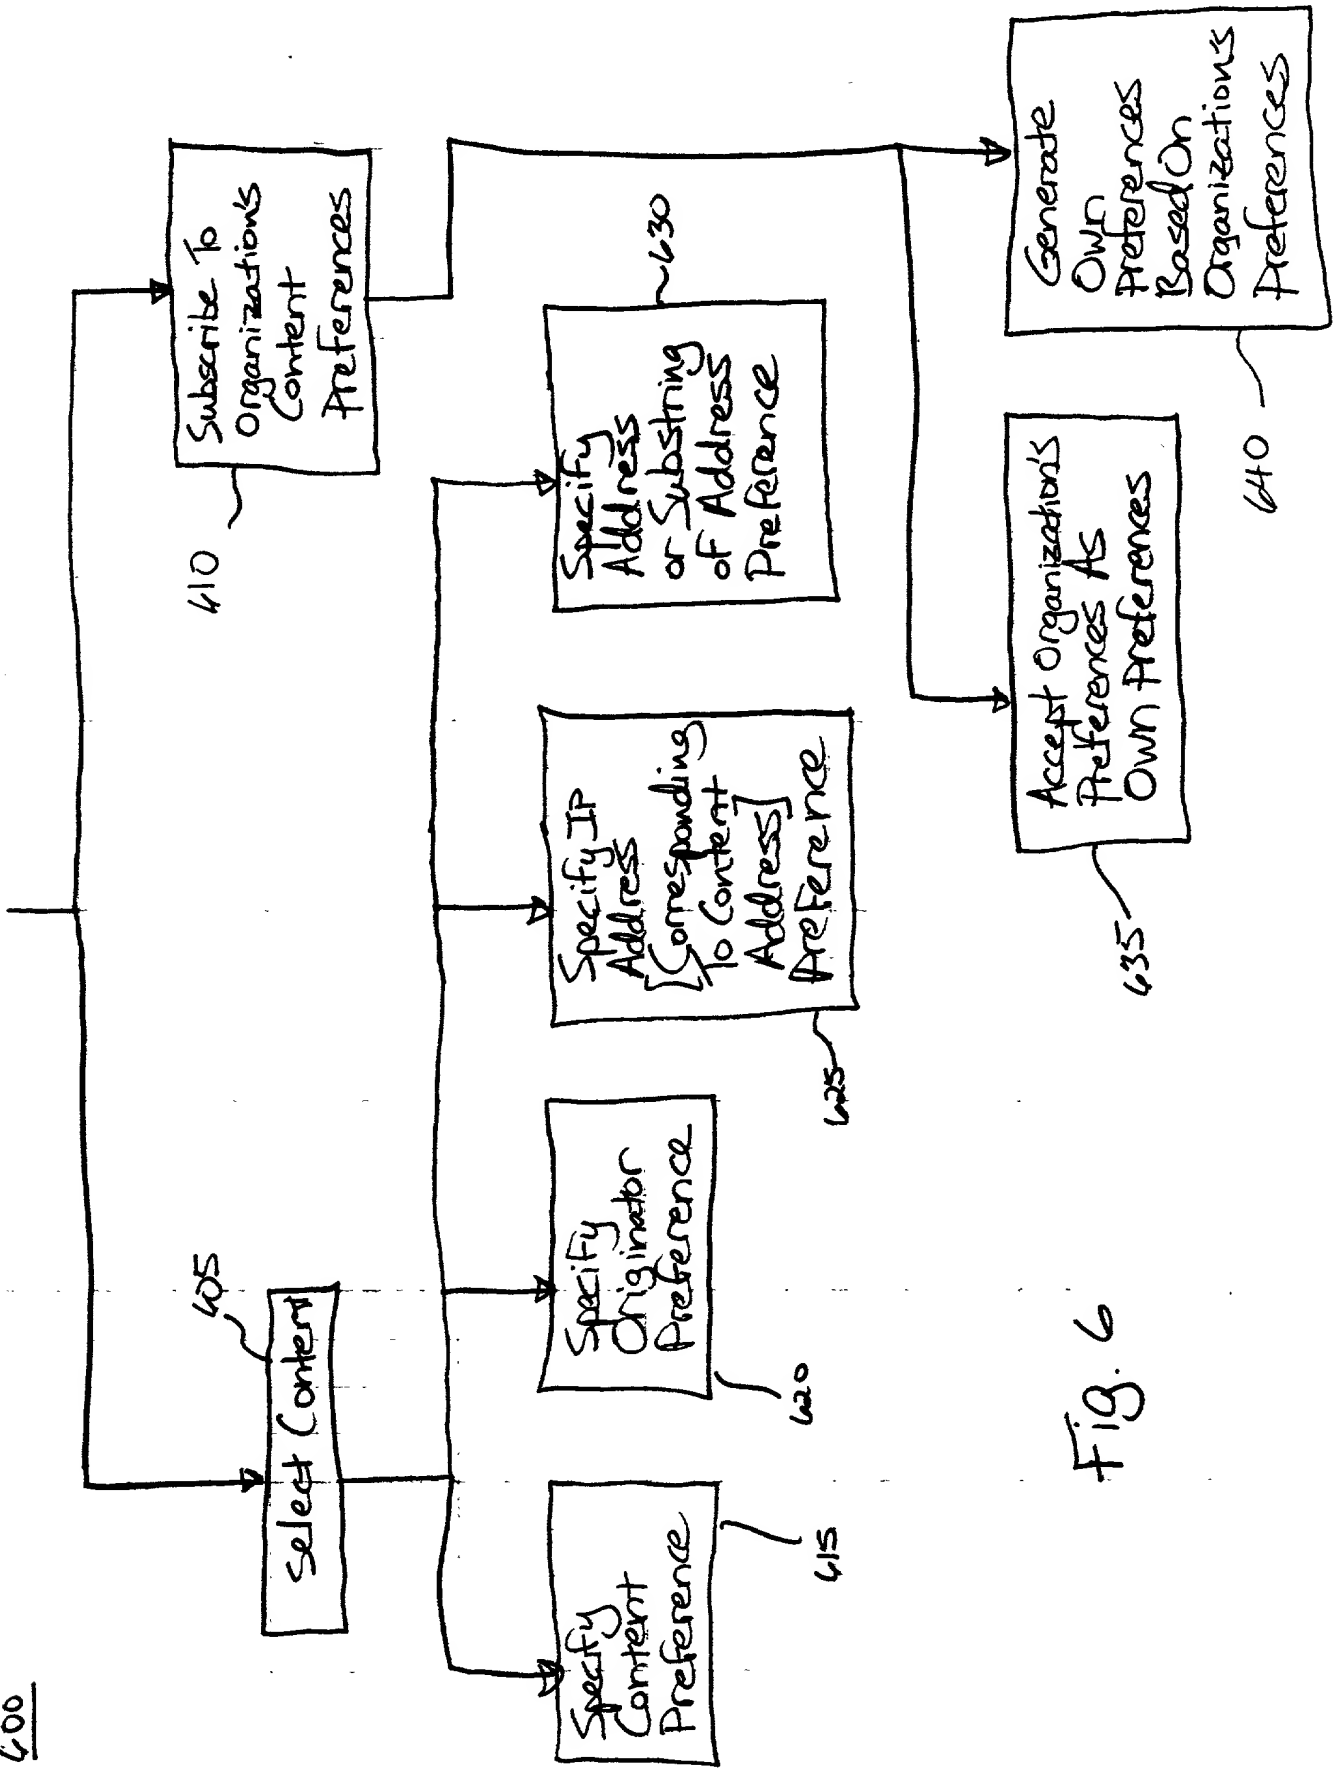 600
605
Select Content
Subscribe To
Organization's
Content
Preferences
610
Specify
Content
Preference
615
Specify
Originator
Preference
620
Specify IP
Address
[Corresponding
To Content
Address]
Preference
625
Specify
Address
or Substring
of Address
Preference
630
Accept Organization's
Preferences As
Own Preferences
635
Generate
Own
Preferences
Based On
Organization's
Preferences
640
Fig. 6